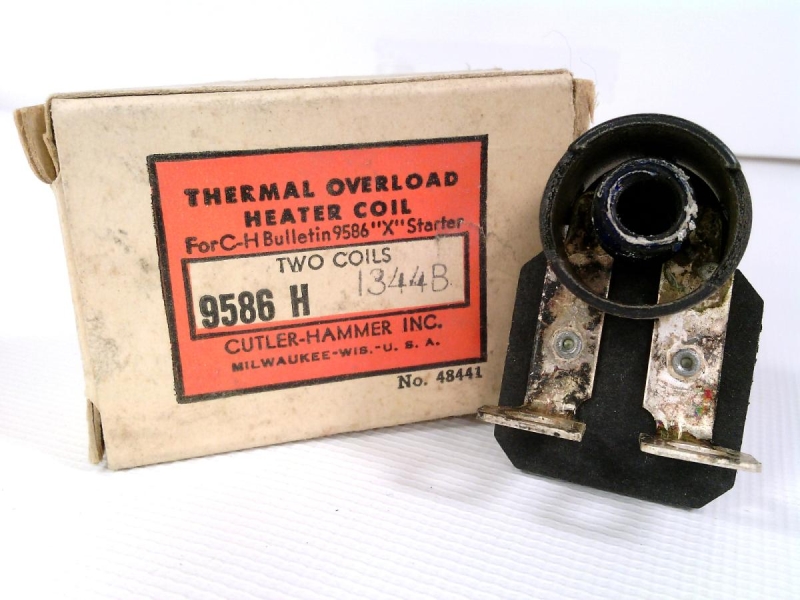 THERMAL OVERLOAD
HEATER COIL
For C-H Bulletin 9586 "X" Starter
TWO COILS
9586 H 1344B
CUTLER-HAMMER INC.
MILWAUKEE-WIS.-U. S. A.
No. 48441